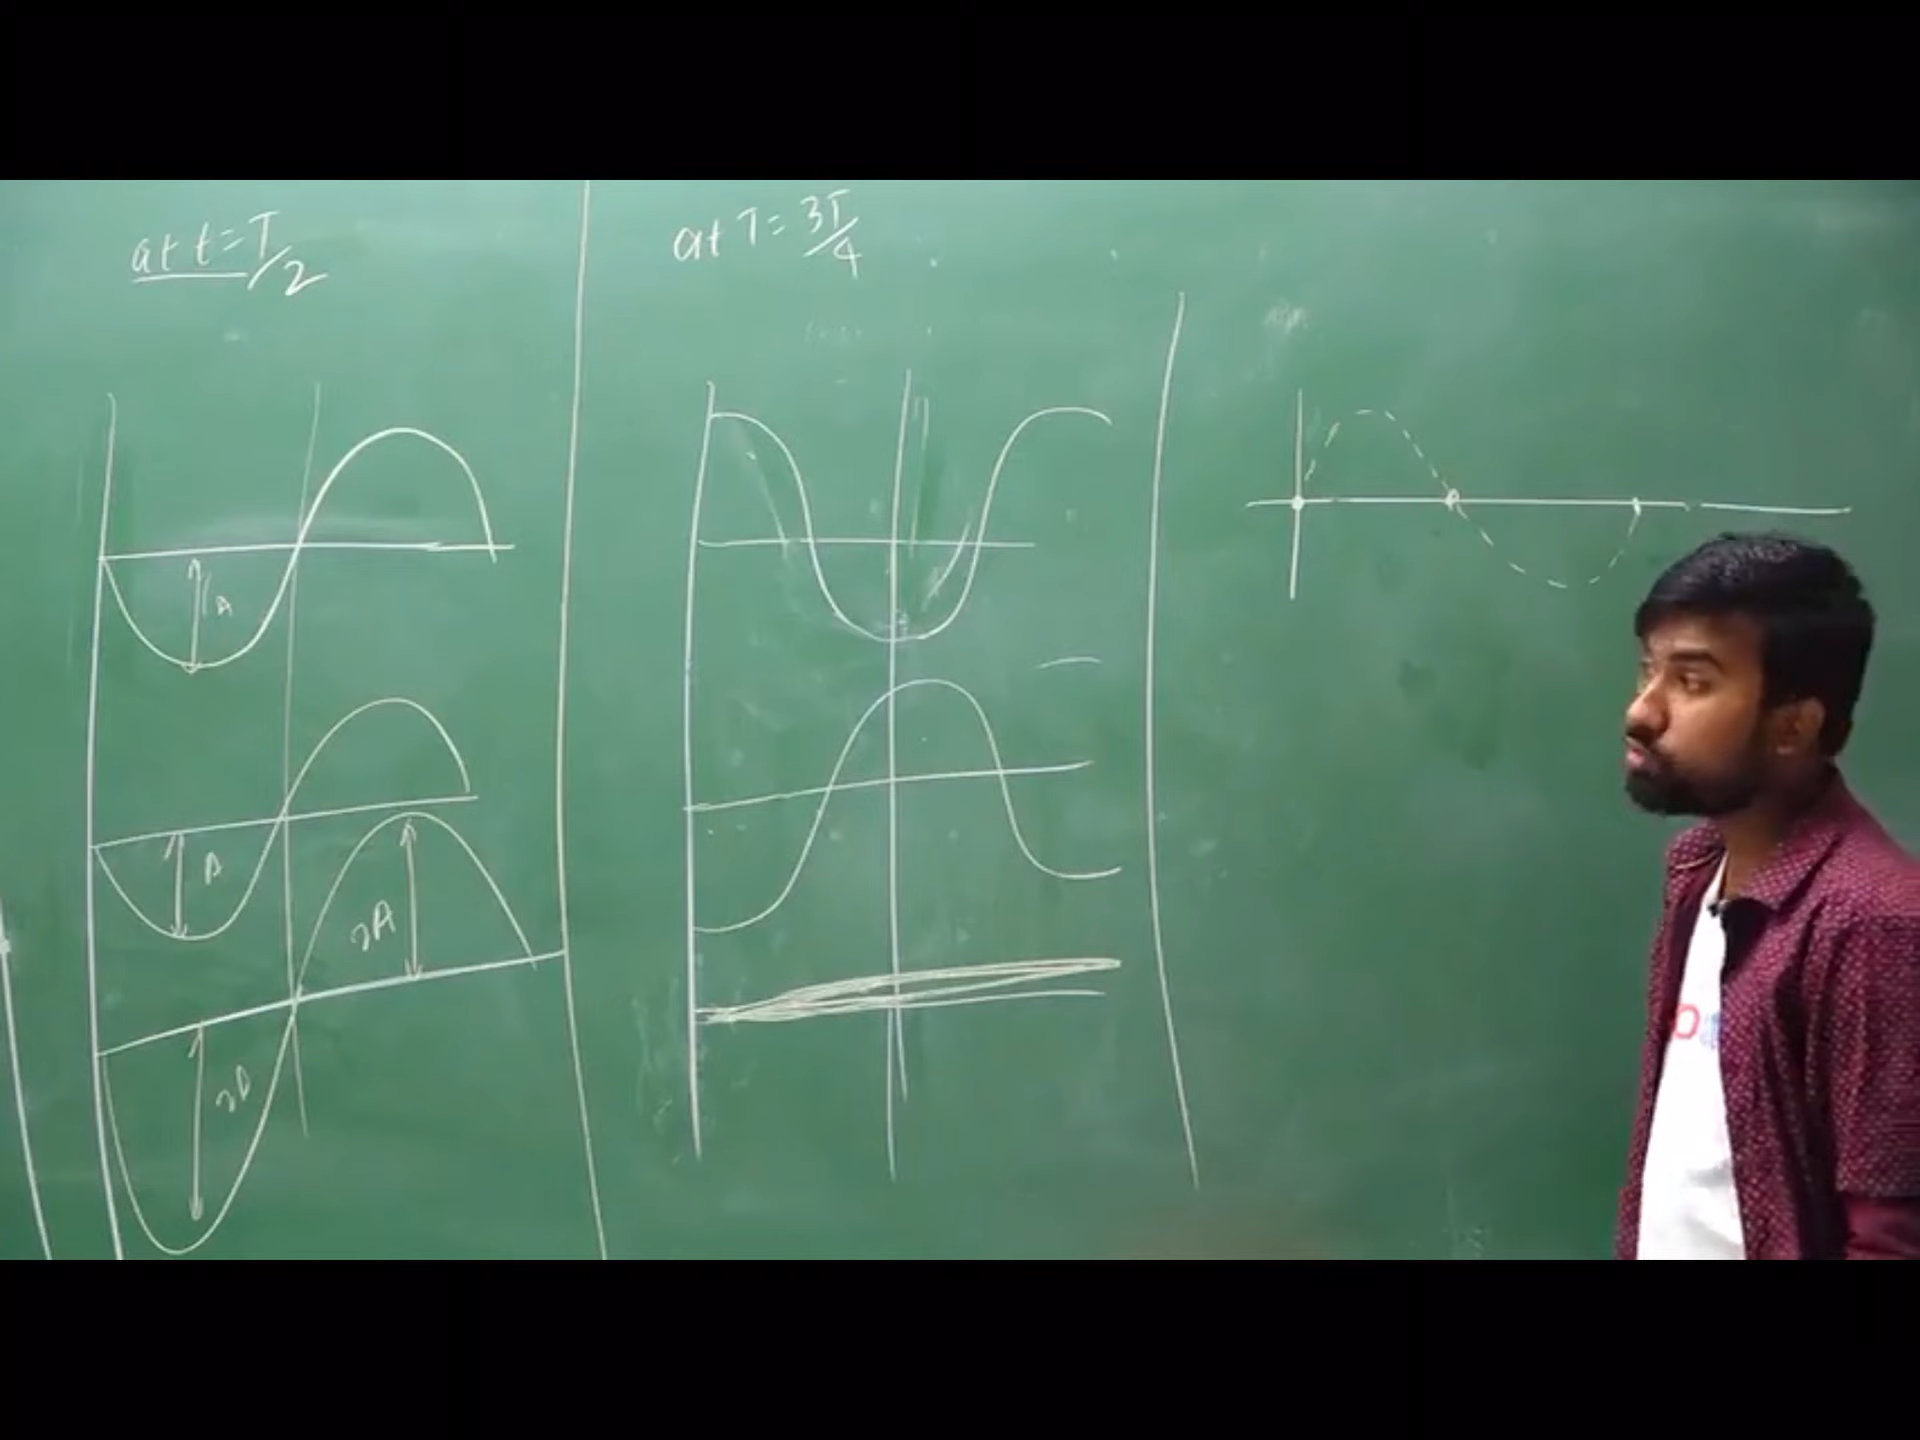 at t = T/2
at T = 3T/4
A
A
2A
2A